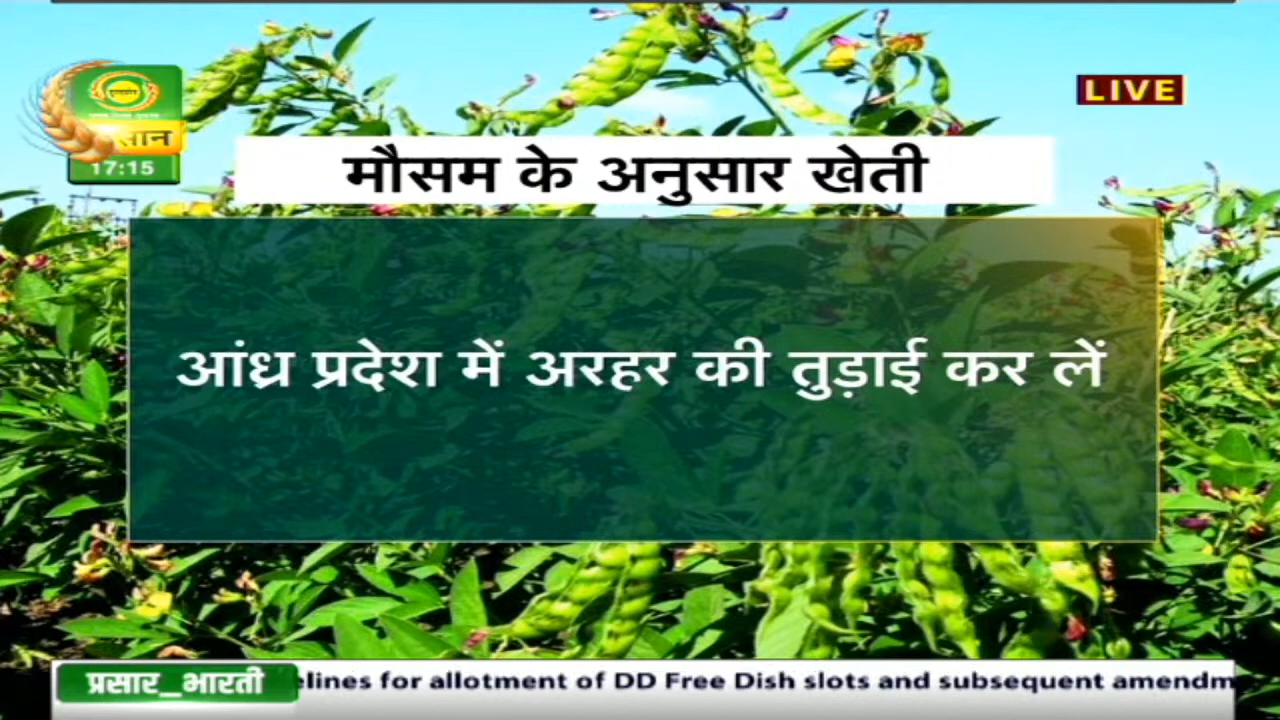 LIVE
सान
17:15
मौसम के अनुसार खेती
आंध्र प्रदेश में अरहर की तुड़ाई कर लें
प्रसार_भारती
elines for allotment of DD Free Dish slots and subsequent amendm